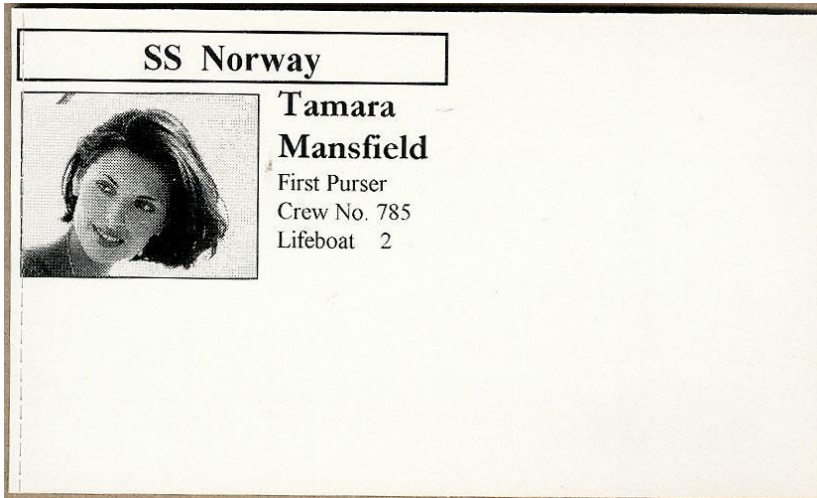 SS Norway
Tamara
Mansfield
First Purser
Crew No. 785
Lifeboat 2